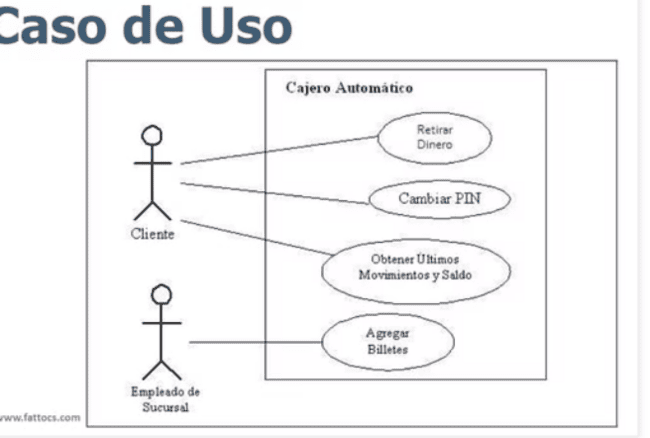 Caso de Uso
Cajero Automático
Retirar
Dinero
Cambiar PIN
Cliente
Obtener Últimos
Movimientos y Saldo
Agregar
Billetes
Empleado de
Sucursal
www.fattocs.com